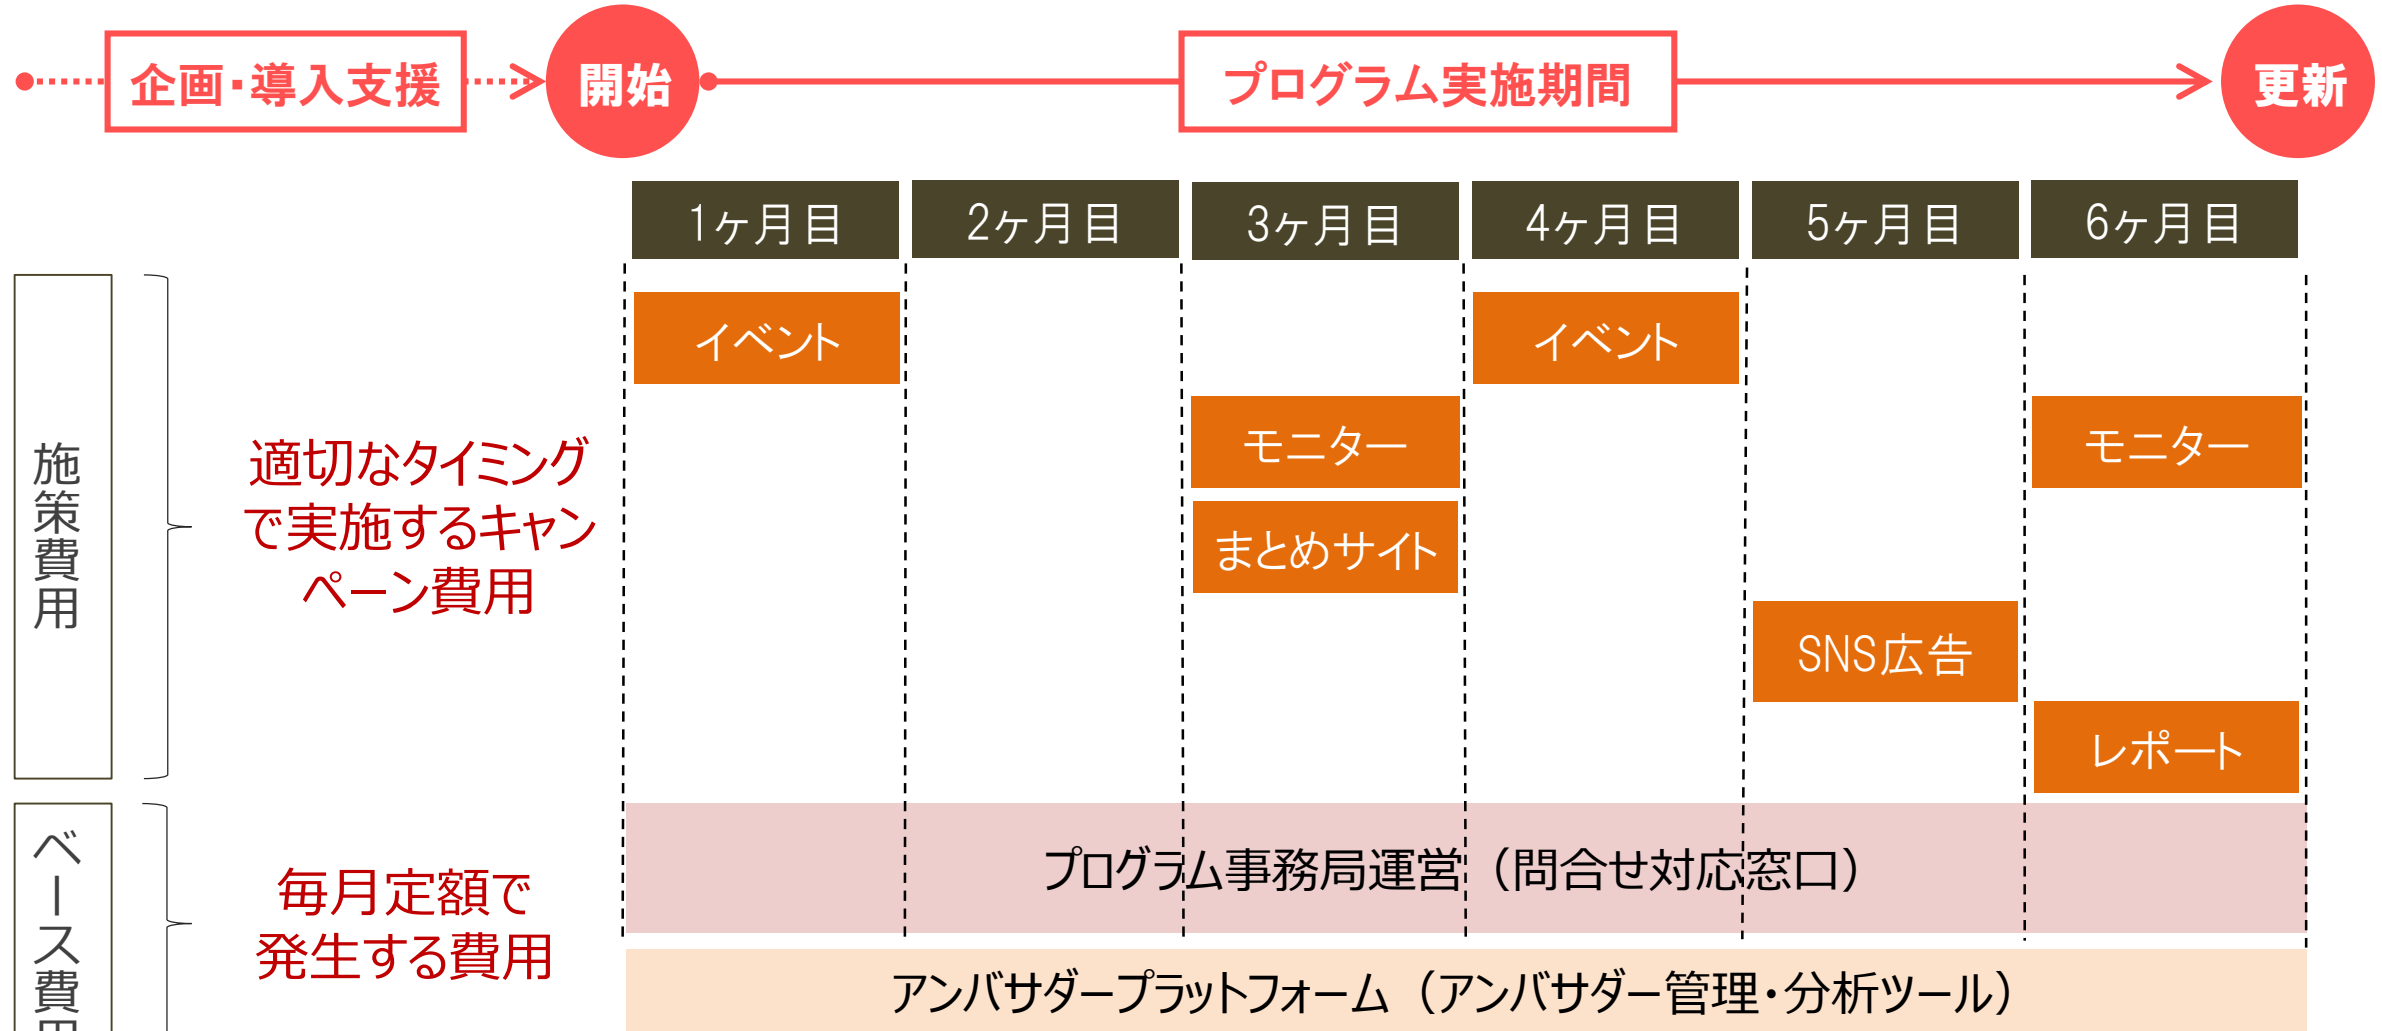 企画・導入支援
開始
プログラム実施期間
更新
1ヶ月目
2ヶ月目
3ヶ月目
4ヶ月目
5ヶ月目
6ヶ月目
施策費用
適切なタイミング
で実施するキャン
ペーン費用
イベント
イベント
モニター
モニター
まとめサイト
SNS広告
レポート
ベース費用
毎月定額で
発生する費用
プログラム事務局運営（問合せ対応窓口）
アンバサダープラットフォーム（アンバサダー管理・分析ツール）